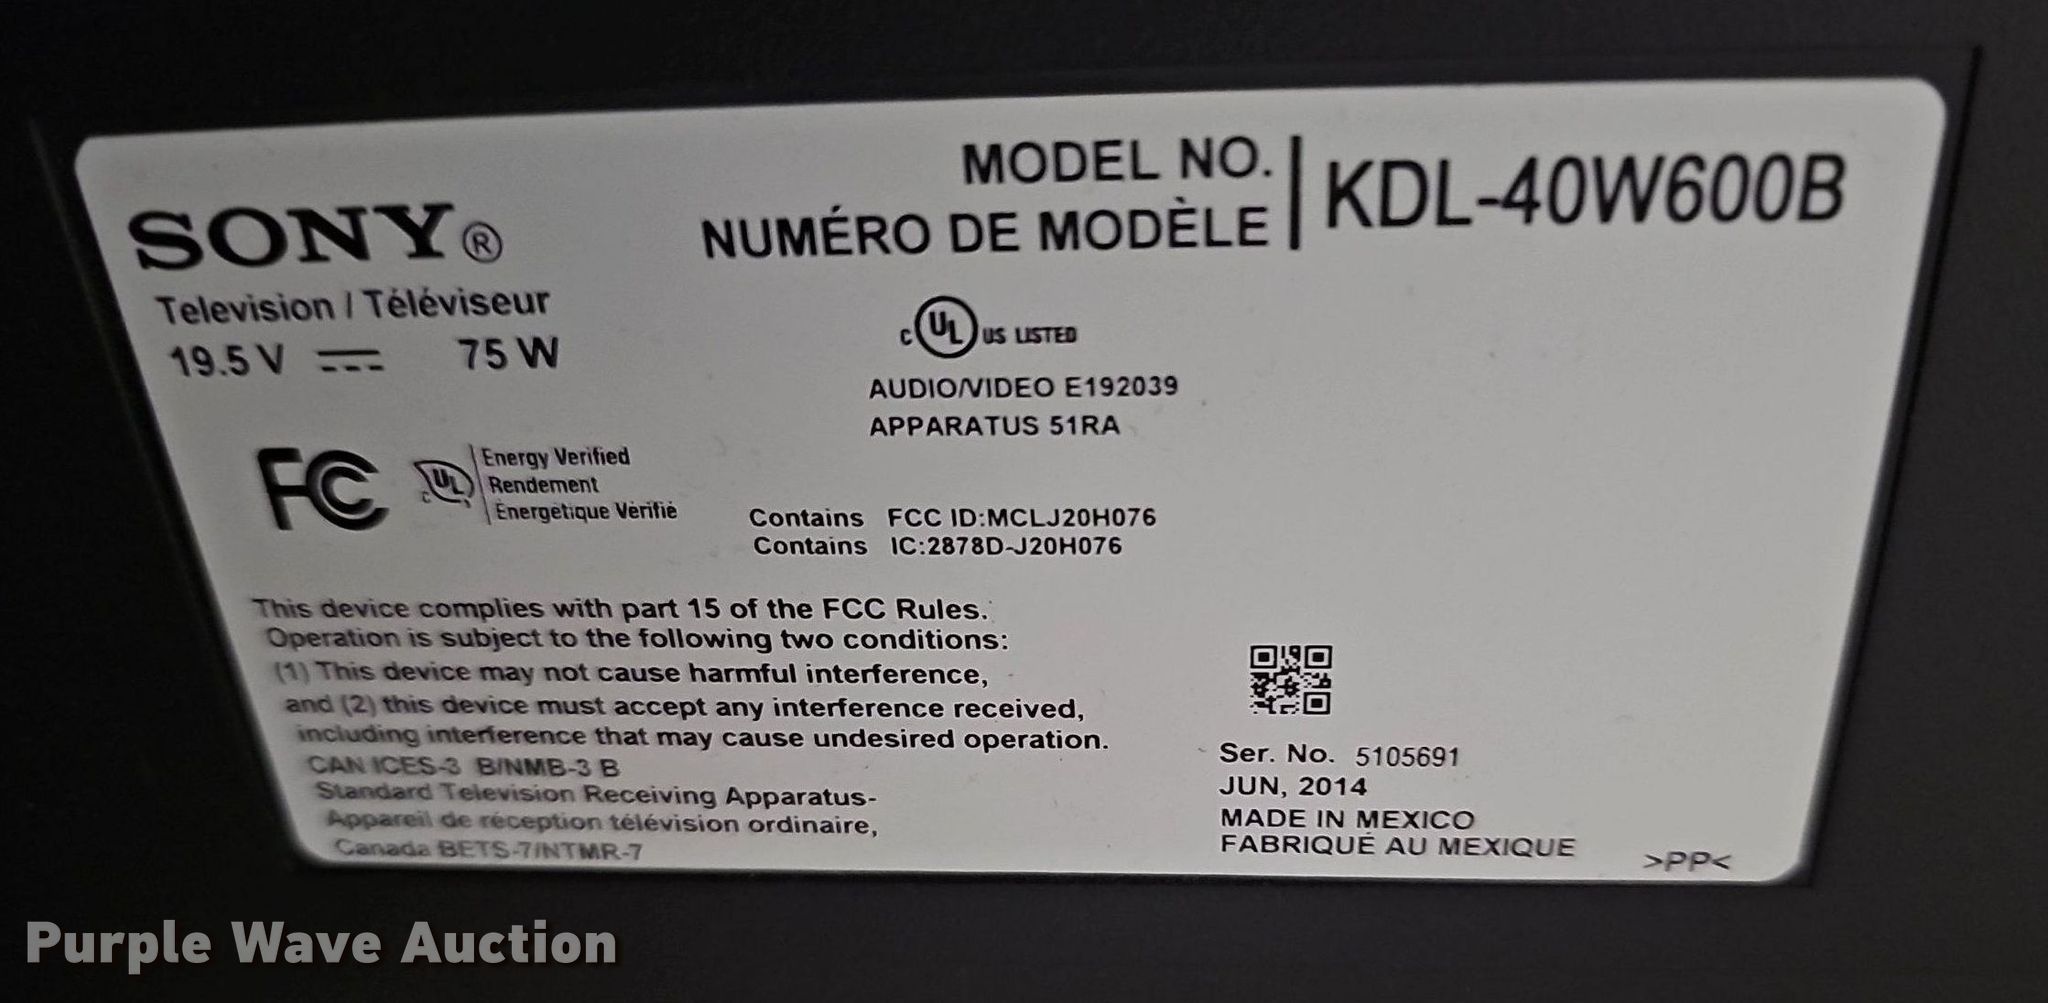 SONY®
Television / Téléviseur
19.5 V 75 W
MODEL NO.
NUMÉRO DE MODÈLE
KDL-40W600B
c UL US LISTED
AUDIO/VIDEO E192039
APPARATUS 51RA
FC
c UL
Energy Verified
Rendement
Énergétique Vérifié
Contains FCC ID:MCLJ20H076
Contains IC:2878D-J20H076
This device complies with part 15 of the FCC Rules.
Operation is subject to the following two conditions:
(1) This device may not cause harmful interference,
and (2) this device must accept any interference received,
including interference that may cause undesired operation.
CAN ICES-3 B/NMB-3 B
Standard Television Receiving Apparatus-
Appareil de réception télévision ordinaire,
Canada BETS-7/NTMR-7
Ser. No. 5105691
JUN, 2014
MADE IN MEXICO
FABRIQUÉ AU MEXIQUE
>PP<
Purple Wave Auction